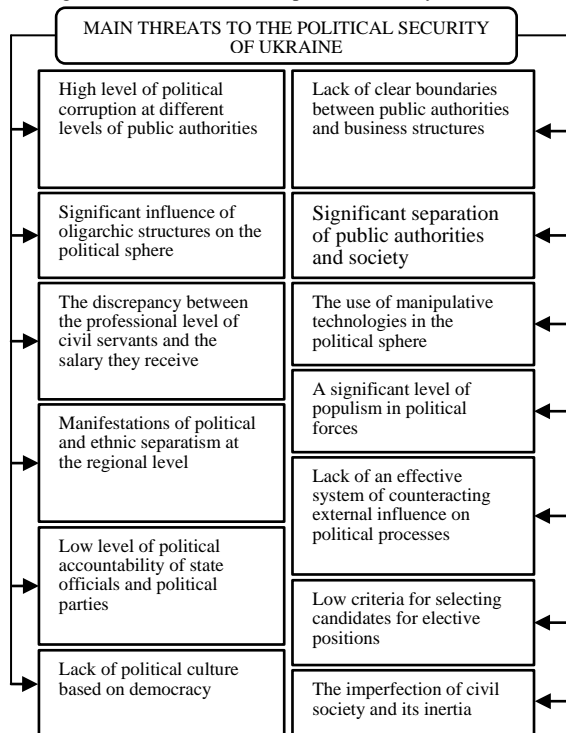 MAIN THREATS TO THE POLITICAL SECURITY
OF UKRAINE
High level of political
corruption at different
levels of public authorities
Significant influence of
oligarchic structures on the
political sphere
The discrepancy between
the professional level of
civil servants and the
salary they receive
Manifestations of political
and ethnic separatism at
the regional level
Low level of political
accountability of state
officials and political
parties
Lack of political culture
based on democracy
Lack of clear boundaries
between public authorities
and business structures
Significant separation
of public authorities
and society
The use of manipulative
technologies in the
political sphere
A significant level of
populism in political
forces
Lack of an effective
system of counteracting
external influence on
political processes
Low criteria for selecting
candidates for elective
positions
The imperfection of civil
society and its inertia